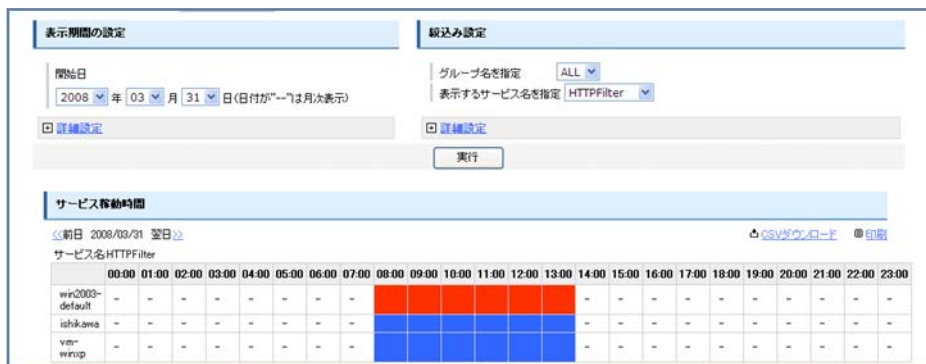 表示期間の設定
絞込み設定
開始日
2008 年 03 月 31 日(日付が"--"は月次表示)
グループ名を指定 ALL
表示するサービス名を指定 HTTPFilter
詳細設定
詳細設定
実行
サービス稼動時間
<<前日 2008/03/31 翌日>>
CSVダウンロード 印刷
サービス名HTTPFilter
00:00 01:00 02:00 03:00 04:00 05:00 06:00 07:00 08:00 09:00 10:00 11:00 12:00 13:00 14:00 15:00 16:00 17:00 18:00 19:00 20:00 21:00 22:00 23:00
win2003-
default - - - - - - - - - - - - - - - - - -
ishikawa - - - - - - - - - - - - - - - - - -
vm-
winxp - - - - - - - - - - - - - - - - - -